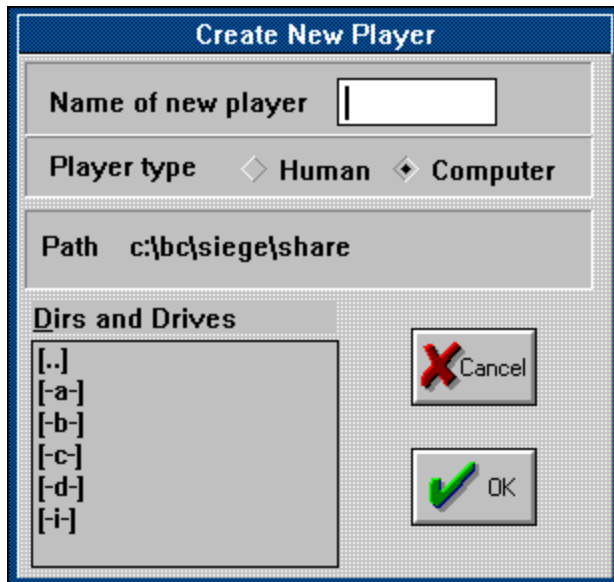 Create New Player
Name of new player
Player type Human Computer
Path c:\bc\siege\share
Dirs and Drives
[..]
[-a-]
[-b-]
[-c-]
[-d-]
[-i-]
Cancel
OK